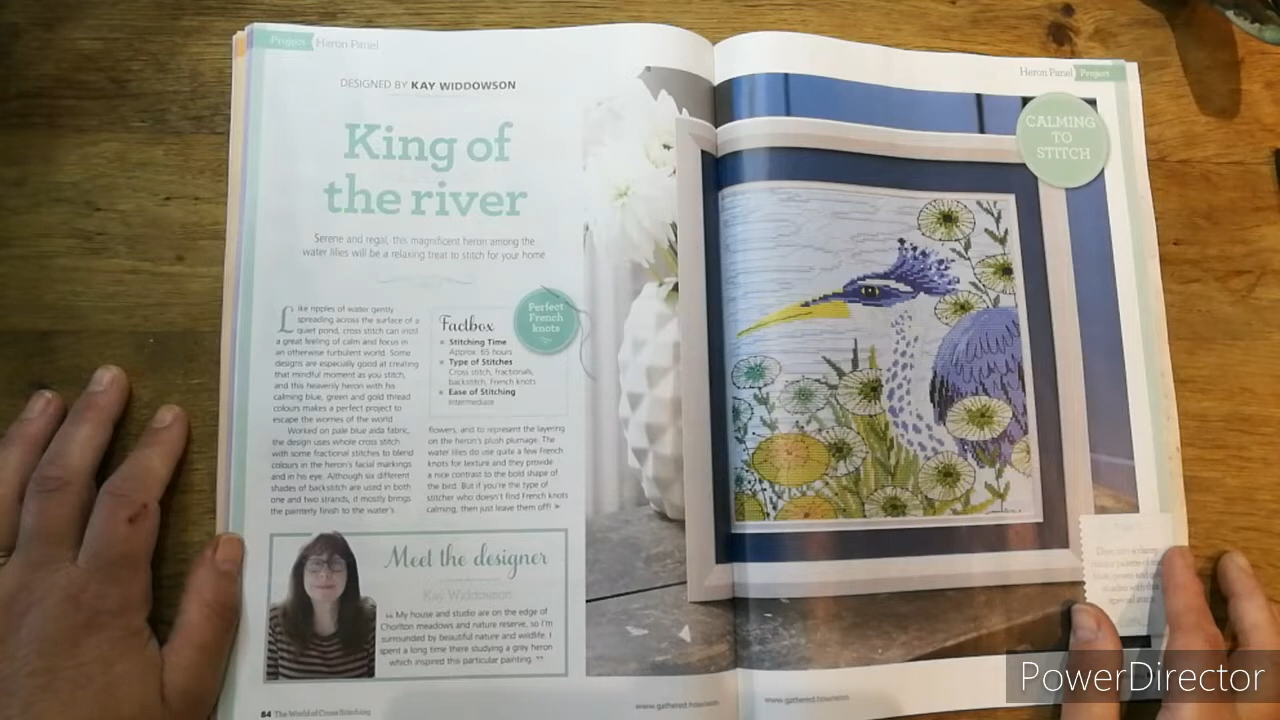 Project Heron Panel
DESIGNED BY KAY WIDDOWSON
King of
the river
Serene and regal, this magnificent heron among the
water lilies will be a relaxing treat to stitch for your home
Like ripples of water gently
spreading across the surface of a
quiet pond, cross stitch can instil
a great feeling of calm and focus in
an otherwise turbulent world. Some
designs are especially good at creating
that mindful moment as you stitch,
and this heavenly heron with his
calming blue, green and gold thread
colours makes a perfect project to
escape the worries of the world.
Worked on pale blue aida fabric,
the design uses whole cross stitch
with some fractional stitches to blend
colours in the heron's facial markings
and in his eye. Although six different
shades of backstitch are used in both
one and two strands, it mostly brings
the painterly finish to the water's
Factbox
Stitching Time
Approx. 65 hours
Type of Stitches
Cross stitch, fractionals,
backstitch, French knots
Ease of Stitching
Intermediate
Perfect
French
knots
flowers, and to represent the layering
on the heron's plush plumage. The
water lilies do use quite a few French
knots for texture and they provide
a nice contrast to the bold shape of
the bird. But if you're the type of
stitcher who doesn't find French knots
calming, then just leave them off!
Meet the designer
Kay Widdowson
“ My house and studio are on the edge of
Chorlton meadows and nature reserve, so I'm
surrounded by beautiful nature and wildlife. I
spent a long time there studying a grey heron
which inspired this particular painting. ”
84 The World of Cross Stitching
www.gathered.how/wxs
Heron Panel Project
CALMING
TO
STITCH
special
PowerDirector